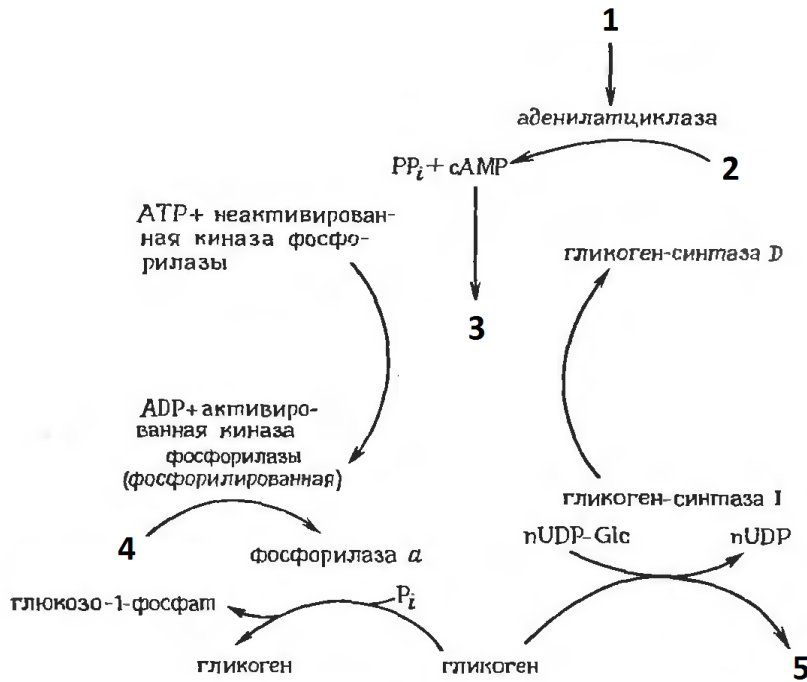 1
аденилатциклаза
PPi + cAMP
2
ATP + неактивирован-
ная киназа фосфо-
рилазы
гликоген-синтаза D
3
ADP + активиро-
ванная киназа
фосфорилазы
(фосфорилированная)
гликоген-синтаза I
4
nUDP-Glc
nUDP
фосфорилаза a
глюкозо-1-фосфат
Pi
гликоген
гликоген
5